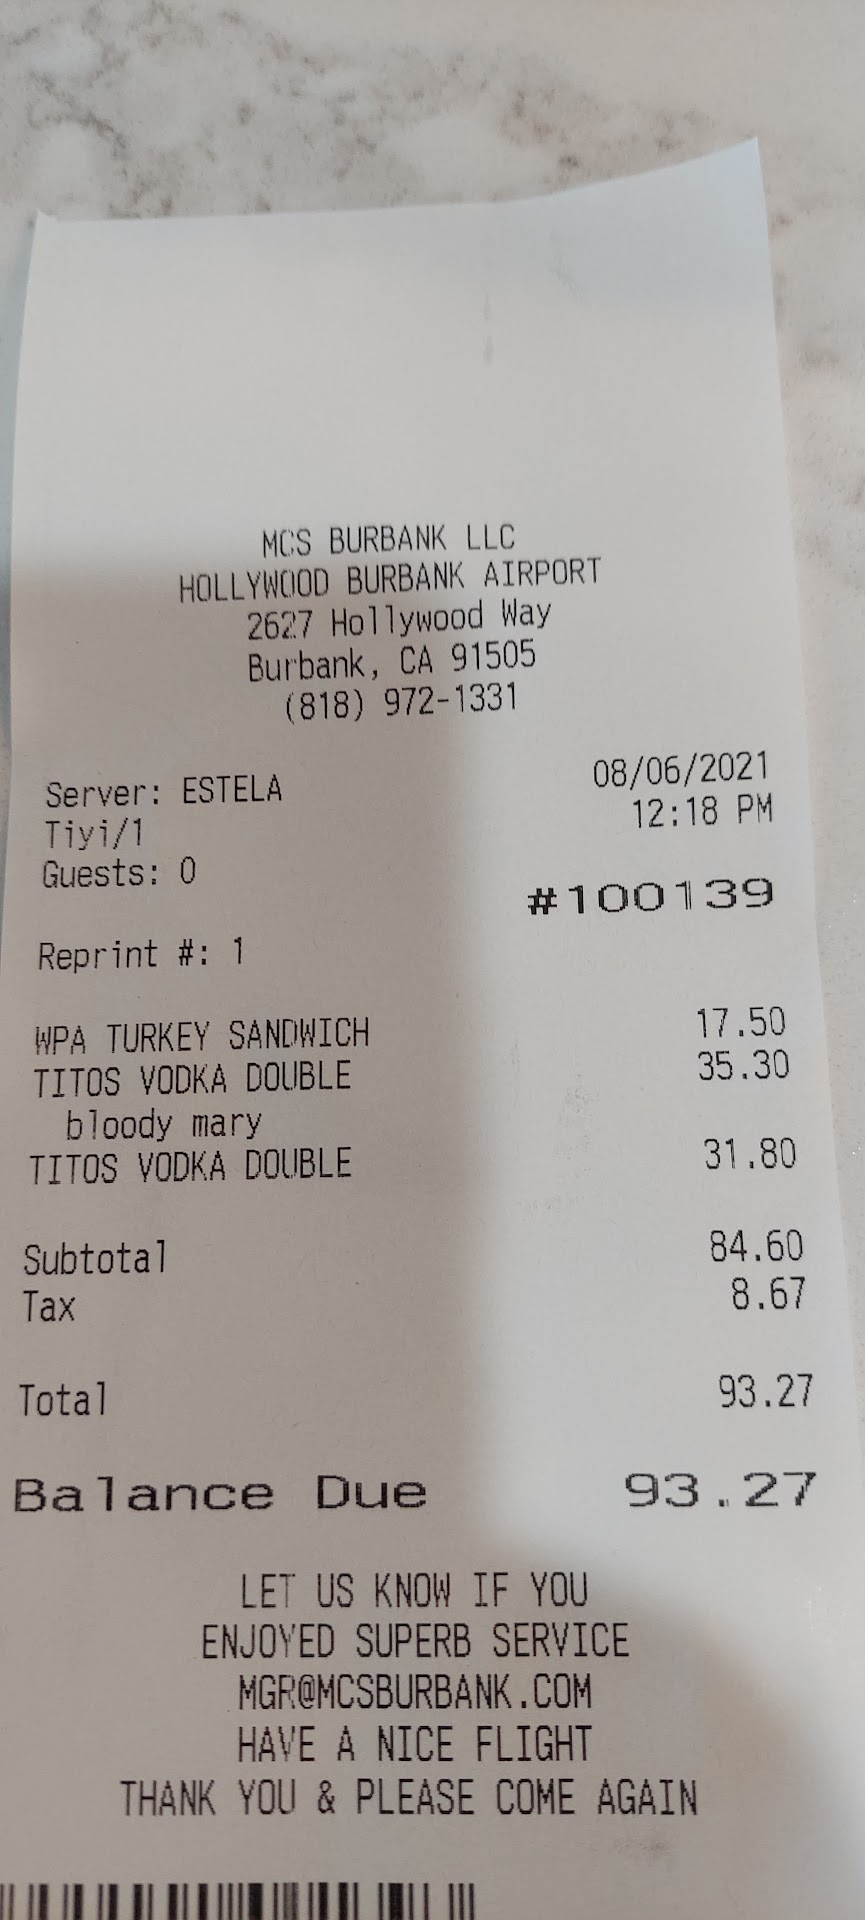 MCS BURBANK LLC
HOLLYWOOD BURBANK AIRPORT
2627 Hollywood Way
Burbank, CA 91505
(818) 972-1331
Server: ESTELA 08/06/2021
Tiyi/1 12:18 PM
Guests: 0
#100139
Reprint #: 1
WPA TURKEY SANDWICH 17.50
TITOS VODKA DOUBLE 35.30
bloody mary
TITOS VODKA DOUBLE 31.80
Subtotal 84.60
Tax 8.67
Total 93.27
Balance Due 93.27
LET US KNOW IF YOU
ENJOYED SUPERB SERVICE
MGR@MCSBURBANK.COM
HAVE A NICE FLIGHT
THANK YOU & PLEASE COME AGAIN